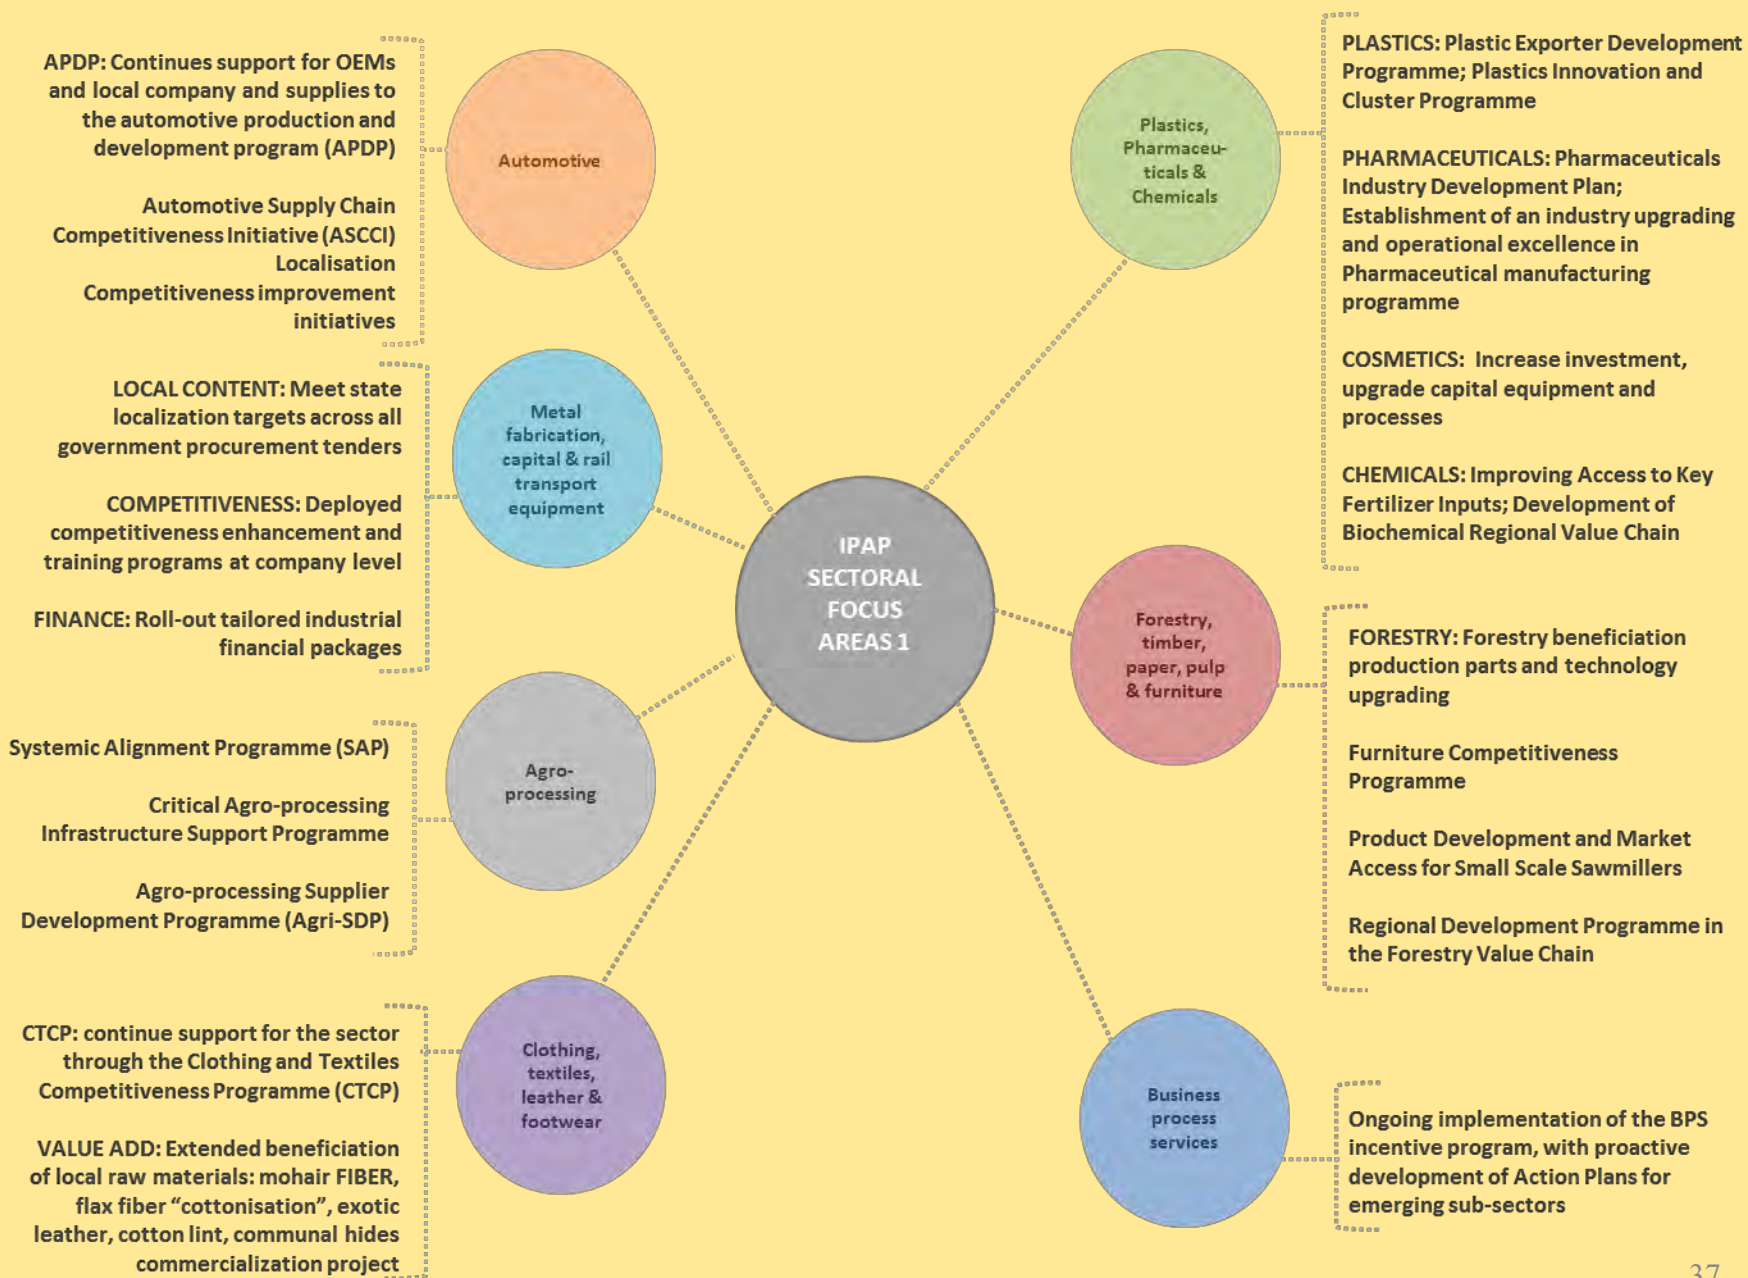 APDP: Continues support for OEMs
and local company and supplies to
the automotive production and
development program (APDP)
Automotive Supply Chain
Competitiveness Initiative (ASCCI)
Localisation
Competitiveness improvement
initiatives
Automotive
LOCAL CONTENT: Meet state
localization targets across all
government procurement tenders
COMPETITIVENESS: Deployed
competitiveness enhancement and
training programs at company level
FINANCE: Roll-out tailored industrial
financial packages
Metal
fabrication,
capital & rail
transport
equipment
Systemic Alignment Programme (SAP)
Critical Agro-processing
Infrastructure Support Programme
Agro-processing Supplier
Development Programme (Agri-SDP)
Agro-
processing
CTCP: continue support for the sector
through the Clothing and Textiles
Competitiveness Programme (CTCP)
VALUE ADD: Extended beneficiation
of local raw materials: mohair FIBER,
flax fiber “cottonisation”, exotic
leather, cotton lint, communal hides
commercialization project
Clothing,
textiles,
leather &
footwear
IPAP
SECTORAL
FOCUS
AREAS 1
Plastics,
Pharmaceu-
ticals &
Chemicals
PLASTICS: Plastic Exporter Development
Programme; Plastics Innovation and
Cluster Programme
PHARMACEUTICALS: Pharmaceuticals
Industry Development Plan;
Establishment of an industry upgrading
and operational excellence in
Pharmaceutical manufacturing
programme
COSMETICS: Increase investment,
upgrade capital equipment and
processes
CHEMICALS: Improving Access to Key
Fertilizer Inputs; Development of
Biochemical Regional Value Chain
Forestry,
timber,
paper, pulp
& furniture
FORESTRY: Forestry beneficiation
production parts and technology
upgrading
Furniture Competitiveness
Programme
Product Development and Market
Access for Small Scale Sawmillers
Regional Development Programme in
the Forestry Value Chain
Business
process
services
Ongoing implementation of the BPS
incentive program, with proactive
development of Action Plans for
emerging sub-sectors
37